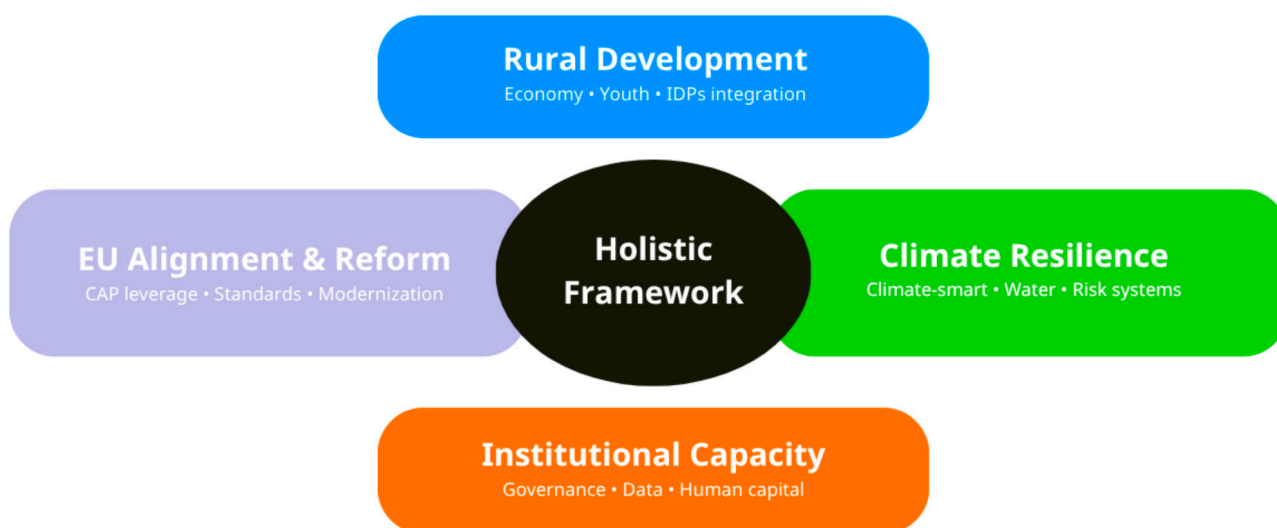 Rural Development
Economy • Youth • IDPs integration
EU Alignment & Reform
CAP leverage • Standards • Modernization
Holistic
Framework
Climate Resilience
Climate-smart • Water • Risk systems
Institutional Capacity
Governance • Data • Human capital